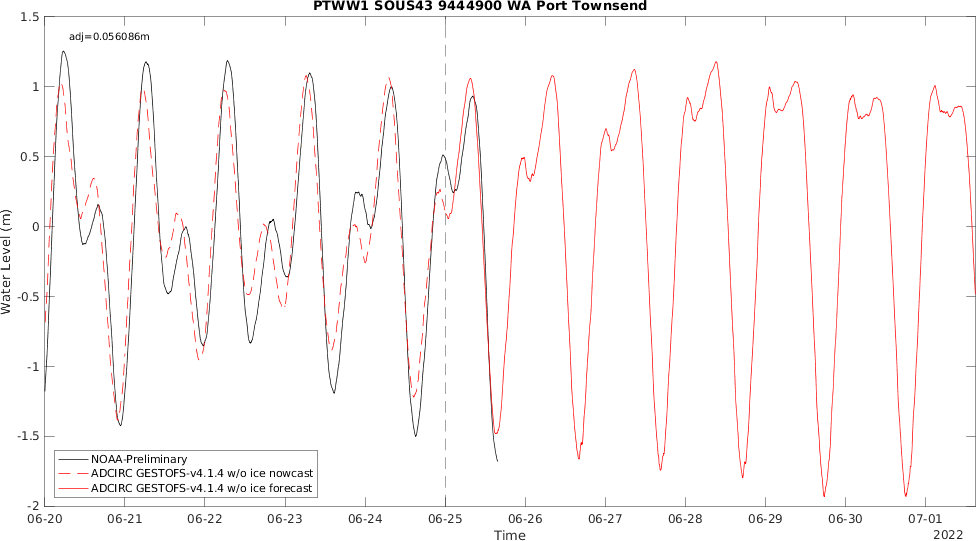 PTWW1 SOUS43 9444900 WA Port Townsend
adj=0.056086m
1.5
1
0.5
0
-0.5
-1
-1.5
-2
Water Level (m)
NOAA-Preliminary
ADCIRC GESTOFS-v4.1.4 w/o ice nowcast
ADCIRC GESTOFS-v4.1.4 w/o ice forecast
06-20 06-21 06-22 06-23 06-24 06-25 06-26 06-27 06-28 06-29 06-30 07-01
Time
2022